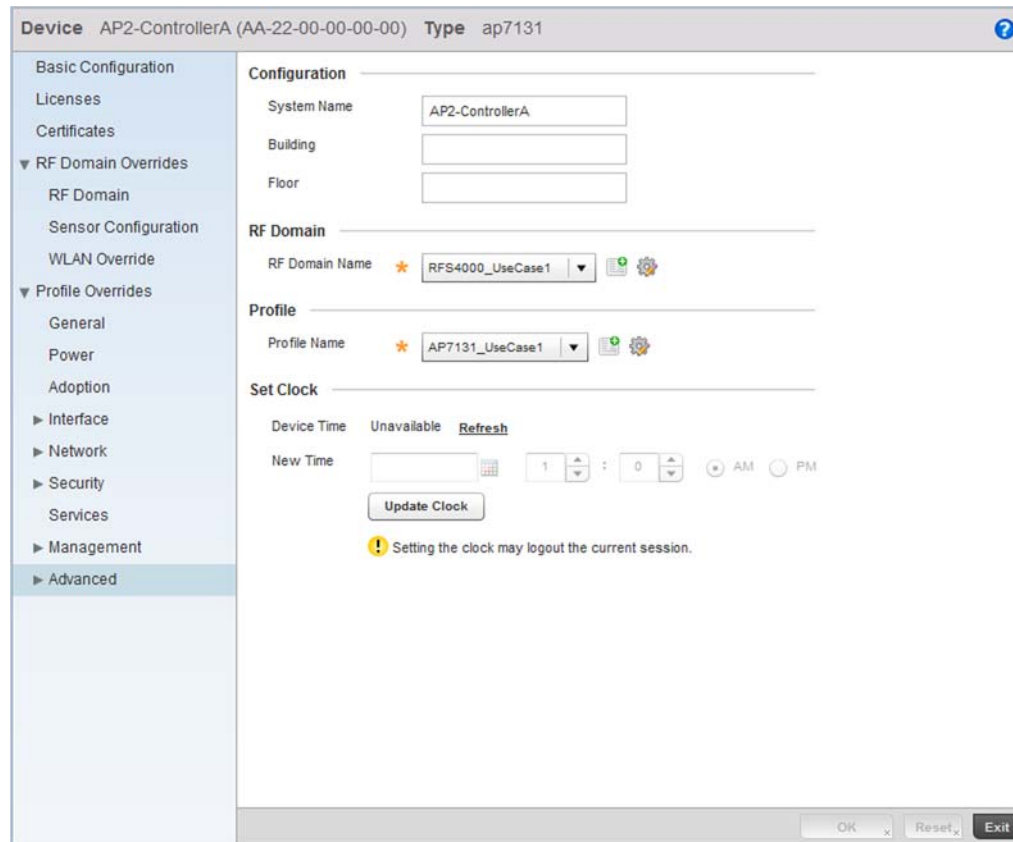 Device AP2-ControllerA (AA-22-00-00-00-00) Type ap7131 ?
Basic Configuration
Licenses
Certificates
RF Domain Overrides
RF Domain
Sensor Configuration
WLAN Override
Profile Overrides
General
Power
Adoption
Interface
Network
Security
Services
Management
Advanced
Configuration
System Name AP2-ControllerA
Building
Floor
RF Domain
RF Domain Name * RFS4000_UseCase1
Profile
Profile Name * AP7131_UseCase1
Set Clock
Device Time Unavailable Refresh
New Time 1 : 0 AM PM
Update Clock
! Setting the clock may logout the current session.
OK Reset Exit